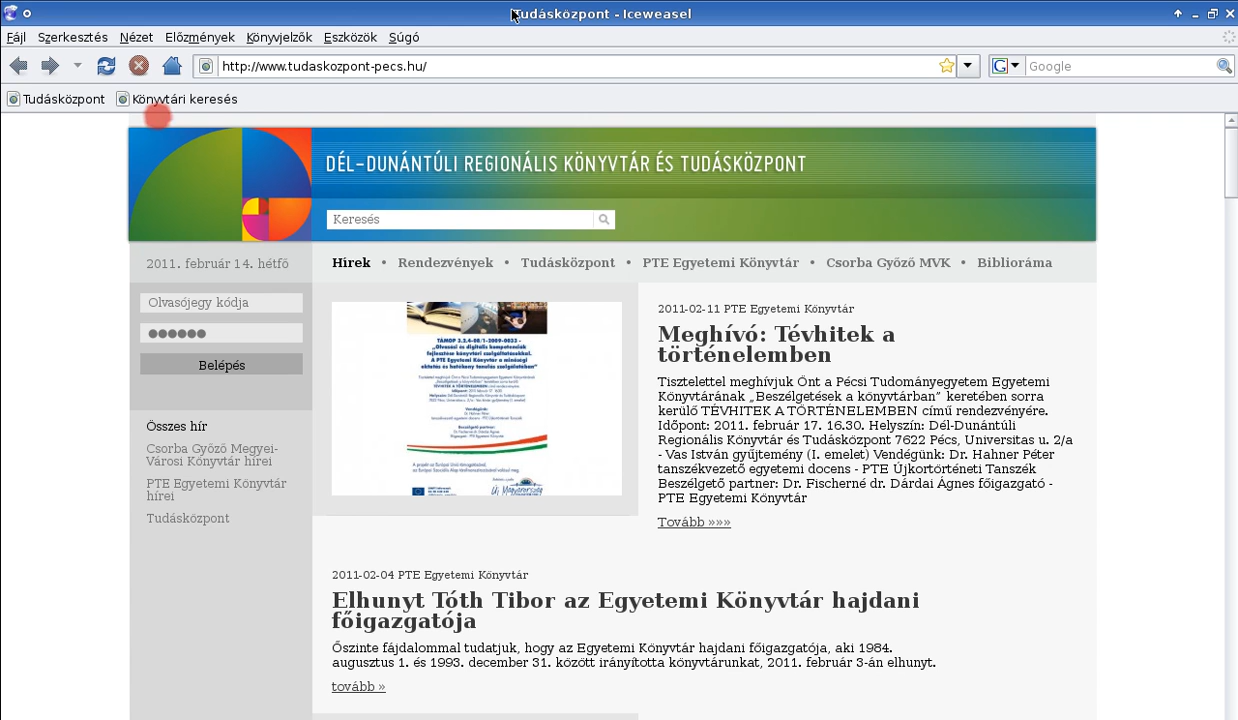 Tudásközpont - Iceweasel
Fájl Szerkesztés Nézet Előzmények Könyvjelzők Eszközök Súgó
http://www.tudaskozpont-pecs.hu/
Google
Tudásközpont Könyvtári keresés
DÉL-DUNÁNTÚLI REGIONÁLIS KÖNYVTÁR ÉS TUDÁSKÖZPONT
Keresés
2011. február 14. hétfő
Hírek • Rendezvények • Tudásközpont • PTE Egyetemi Könyvtár • Csorba Győző MVK • Biblioráma
Olvasójegy kódja
●●●●●●
Belépés
Összes hír
Csorba Győző Megyei-
Városi Könyvtár hírei
PTE Egyetemi Könyvtár
hírei
Tudásközpont
TÁMOP 3.2.4-08/1-2009-0033 -
2011-02-11 PTE Egyetemi Könyvtár
Meghívó: Tévhitek a
történelemben
Tisztelettel meghívjuk Önt a Pécsi Tudományegyetem Egyetemi
Könyvtárának „Beszélgetések a könyvtárban” keretében sorra
kerülő TÉVHITEK A TÖRTÉNELEMBEN című rendezvényére.
Időpont: 2011. február 17. 16.30. Helyszín: Dél-Dunántúli
Regionális Könyvtár és Tudásközpont 7622 Pécs, Universitas u. 2/a
- Vas István gyűjtemény (I. emelet) Vendégünk: Dr. Hahner Péter
tanszékvezető egyetemi docens - PTE Újkortörténeti Tanszék
Beszélgető partner: Dr. Fischerné dr. Dárdai Ágnes főigazgató -
PTE Egyetemi Könyvtár
Tovább »»»
2011-02-04 PTE Egyetemi Könyvtár
Elhunyt Tóth Tibor az Egyetemi Könyvtár hajdani
főigazgatója
Őszinte fájdalommal tudatjuk, hogy az Egyetemi Könyvtár hajdani főigazgatója, aki 1984.
augusztus 1. és 1993. december 31. között irányította könyvtárunkat, 2011. február 3-án elhunyt.
tovább »